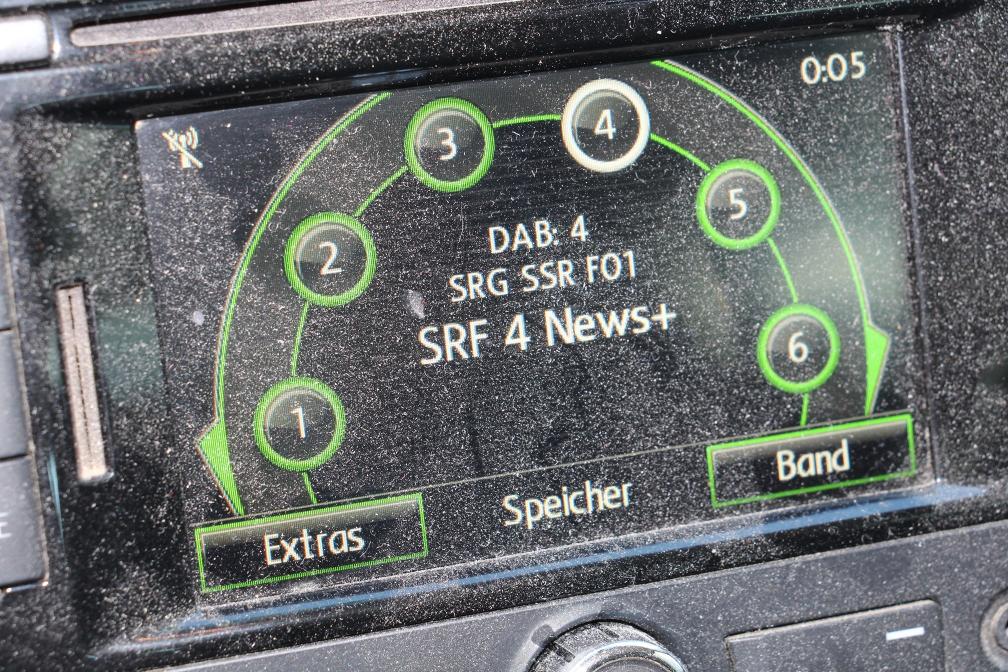 0:05
3
4
2
5
DAB: 4
SRG SSR F01
SRF 4 News+
6
1
Band
Speicher
Extras